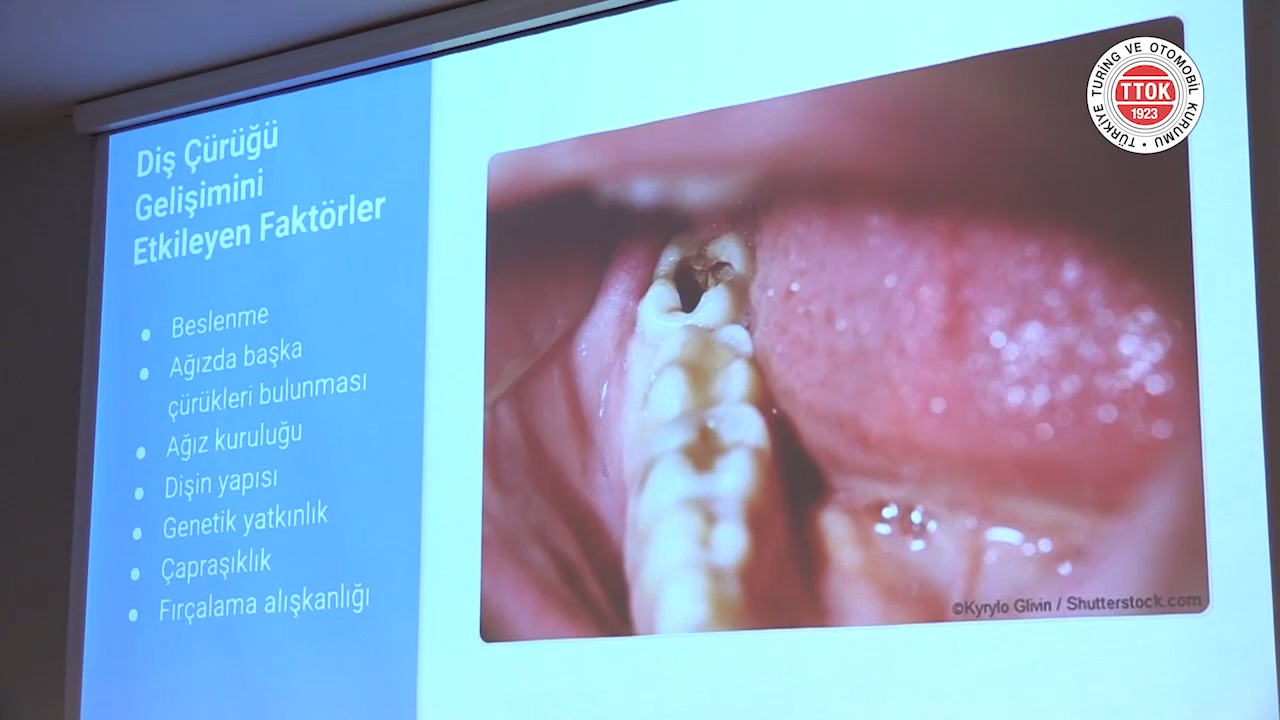 Diş Çürüğü
Gelişimini
Etkileyen Faktörler
• Beslenme
• Ağızda başka
çürükleri bulunması
• Ağız kuruluğu
• Dişin yapısı
• Genetik yatkınlık
• Çapraşıklık
• Fırçalama alışkanlığı
©Kyrylo Glivin / Shutterstock.com
TÜRKİYE TURİNG VE OTOMOBİL KURUMU •
TTOK
1923